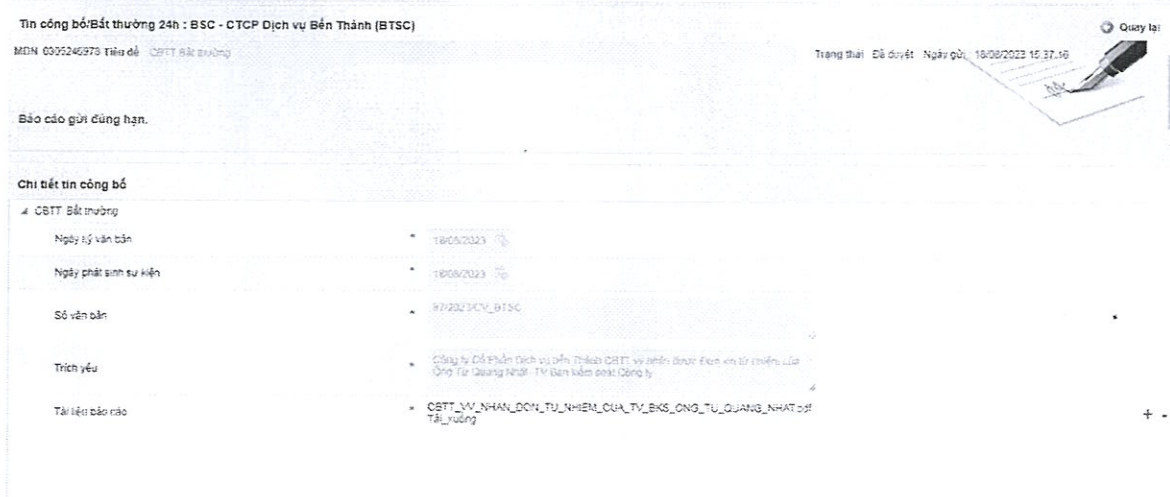 Tin công bố/Bất thường 24h : BSC - CTCP Dịch vụ Bến Thành (BTSC)
Quay lại
MDN 0305245978 Tiêu đề CBTT Bất thường
Trạng thái Đã duyệt Ngày gửi 18/08/2023 15:37:16
Báo cáo gửi đúng hạn.
Chi tiết tin công bố
CBTT Bất thường
Ngày ký văn bản * 18/08/2023
Ngày phát sinh sự kiện * 18/08/2023
Số văn bản * 87/2023/CV_BTSC
Trích yếu * Công ty Cổ Phần Dịch vụ Bến Thành CBTT vv nhận được Đơn xin từ nhiệm của
Ông Từ Quang Nhật- TV Ban kiểm soát Công ty
Tài liệu báo cáo * CBTT_VV_NHAN_DON_TU_NHIEM_CUA_TV_BKS_ONG_TU_QUANG_NHAT.pdf
Tải_xuống
+ -